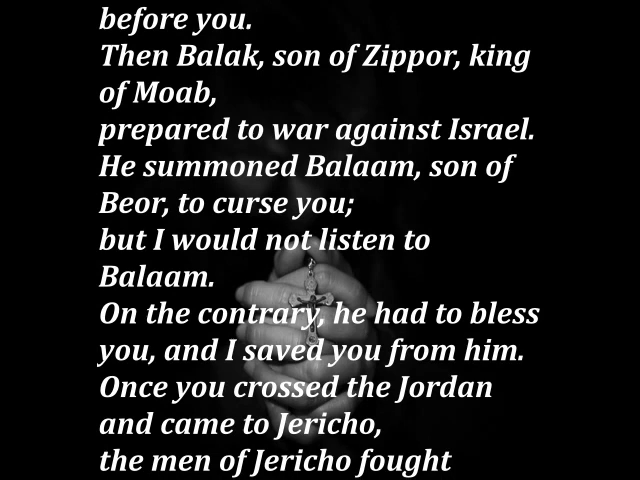 before you.
Then Balak, son of Zippor, king
of Moab,
prepared to war against Israel.
He summoned Balaam, son of
Beor, to curse you;
but I would not listen to
Balaam.
On the contrary, he had to bless
you, and I saved you from him.
Once you crossed the Jordan
and came to Jericho,
the men of Jericho fought